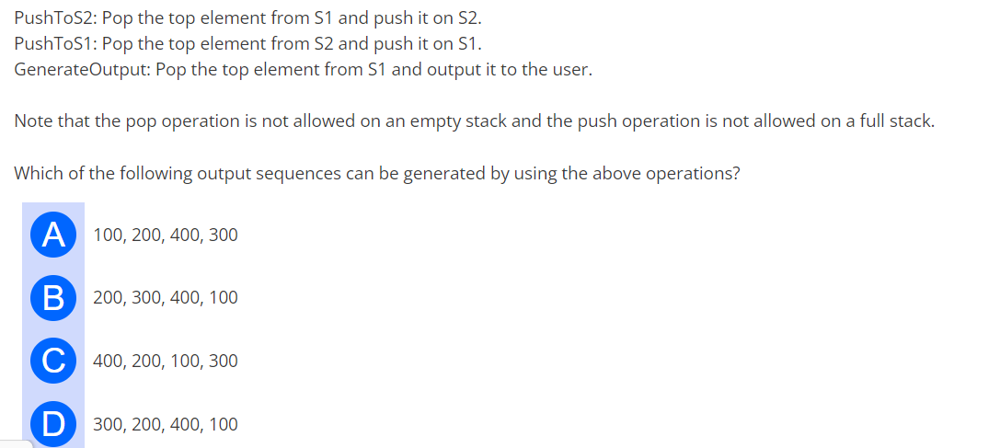 PushToS2: Pop the top element from S1 and push it on S2.
PushToS1: Pop the top element from S2 and push it on S1.
GenerateOutput: Pop the top element from S1 and output it to the user.
Note that the pop operation is not allowed on an empty stack and the push operation is not allowed on a full stack.
Which of the following output sequences can be generated by using the above operations?
A 100, 200, 400, 300
B 200, 300, 400, 100
C 400, 200, 100, 300
D 300, 200, 400, 100